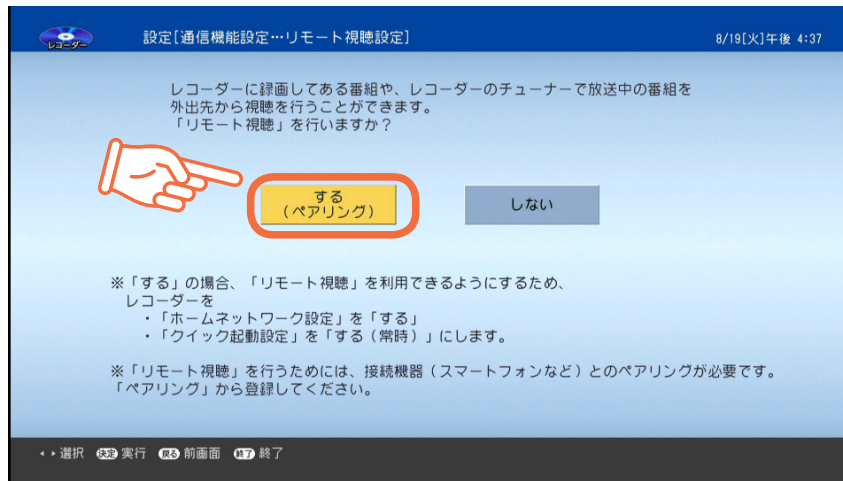 レコーダー
設定[通信機能設定…リモート視聴設定]
8/19[火]午後 4:37
レコーダーに録画してある番組や、レコーダーのチューナーで放送中の番組を
外出先から視聴を行うことができます。
「リモート視聴」を行いますか？
する
(ペアリング)
しない
※「する」の場合、「リモート視聴」を利用できるようにするため、
レコーダーを
・「ホームネットワーク設定」を「する」
・「クイック起動設定」を「する（常時）」にします。
※「リモート視聴」を行うためには、接続機器（スマートフォンなど）とのペアリングが必要です。
「ペアリング」から登録してください。
選択 決定 実行 戻る 前画面 終了 終了